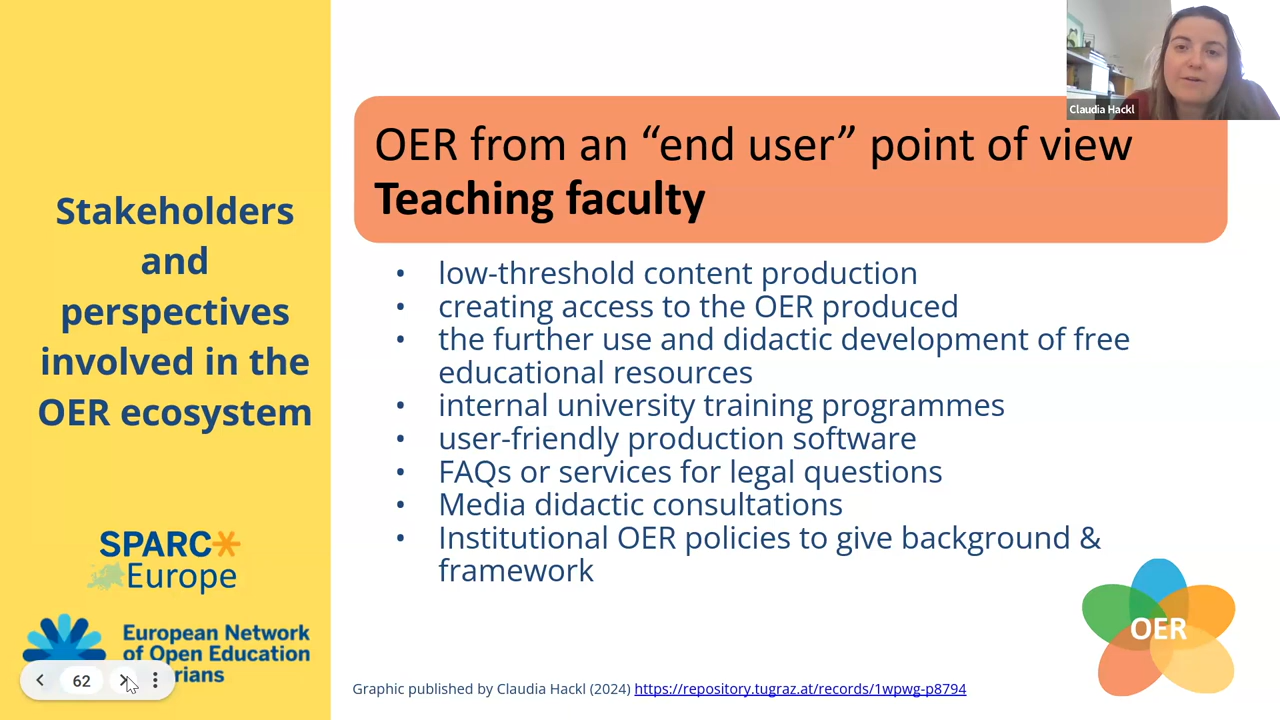 Claudia Hackl
OER from an “end user” point of view
Teaching faculty
Stakeholders
and
perspectives
involved in the
OER ecosystem
• low-threshold content production
• creating access to the OER produced
• the further use and didactic development of free
educational resources
• internal university training programmes
• user-friendly production software
• FAQs or services for legal questions
• Media didactic consultations
• Institutional OER policies to give background &
framework
SPARC
Europe
European Network
of Open Education
rians
62
OER
Graphic published by Claudia Hackl (2024) https://repository.tugraz.at/records/1wpwg-p8794